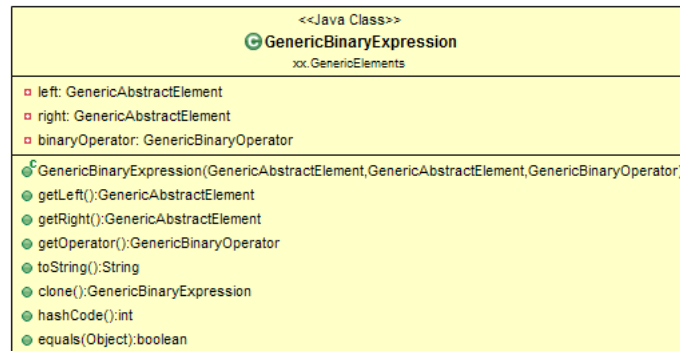 <<Java Class>>
GenericBinaryExpression
xx.GenericElements
left: GenericAbstractElement
right: GenericAbstractElement
binaryOperator: GenericBinaryOperator
GenericBinaryExpression(GenericAbstractElement,GenericAbstractElement,GenericBinaryOperator)
getLeft():GenericAbstractElement
getRight():GenericAbstractElement
getOperator():GenericBinaryOperator
toString():String
clone():GenericBinaryExpression
hashCode():int
equals(Object):boolean